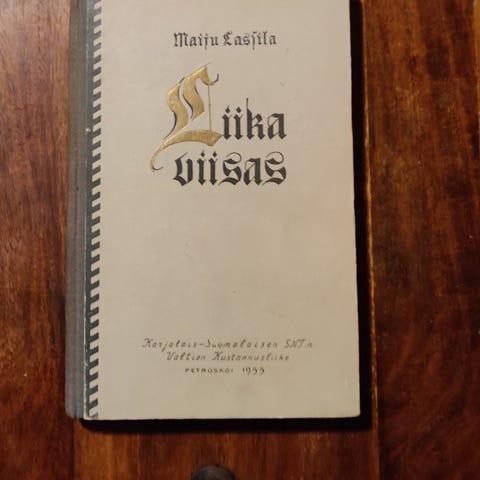 Maiju Lassila
Liika
viisas
Karjalais-Suomalaisen SNT:n
Valtion Kustannusliike
PETROSKOI 1955